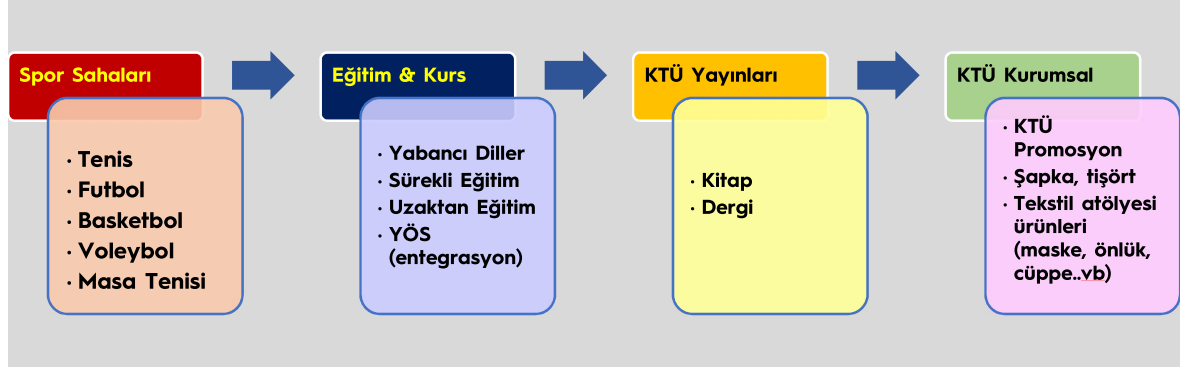 Spor Sahaları
· Tenis
· Futbol
· Basketbol
· Voleybol
· Masa Tenisi
Eğitim & Kurs
· Yabancı Diller
· Sürekli Eğitim
· Uzaktan Eğitim
· YÖS
(entegrasyon)
KTÜ Yayınları
· Kitap
· Dergi
KTÜ Kurumsal
· KTÜ
Promosyon
· Şapka, tişört
· Tekstil atölyesi
ürünleri
(maske, önlük,
cüppe..vb)